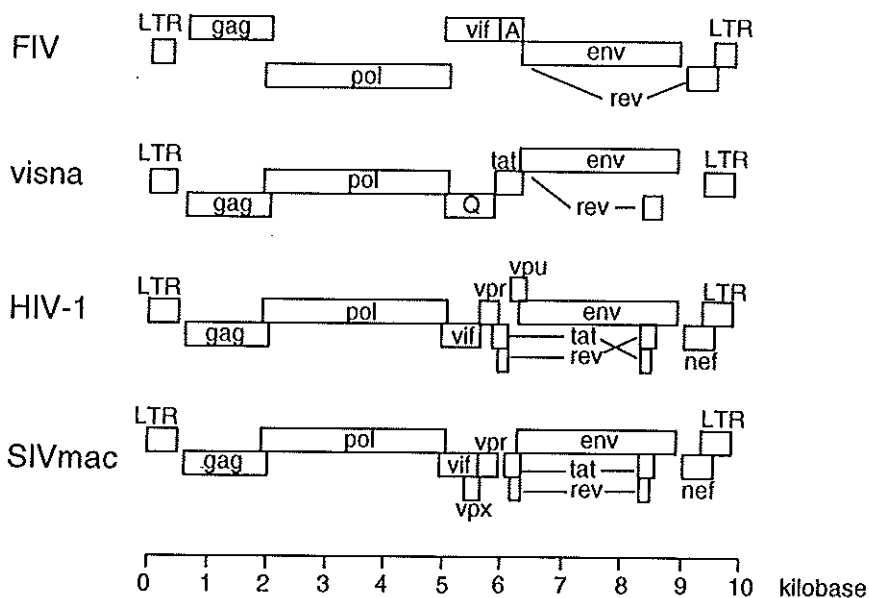 FIV
LTR gag vif A LTR
pol env
rev
visna
LTR tat env LTR
pol
gag Q rev
HIV-1
LTR vpr vpu LTR
pol env
gag vif tat
rev nef
SIVmac
LTR LTR
pol vpr env
gag vif tat
vpx rev nef
0 1 2 3 4 5 6 7 8 9 10 kilobase